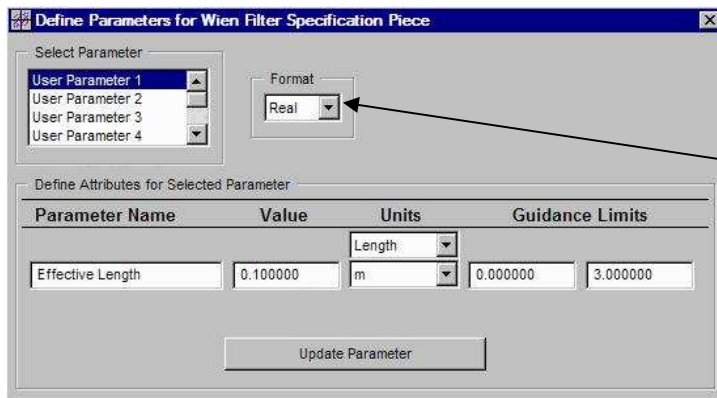 Define Parameters for Wien Filter Specification Piece
Select Parameter
User Parameter 1
User Parameter 2
User Parameter 3
User Parameter 4
Format
Real
Define Attributes for Selected Parameter
Parameter Name Value Units Guidance Limits
Length
Effective Length 0.100000 m 0.000000 3.000000
Update Parameter